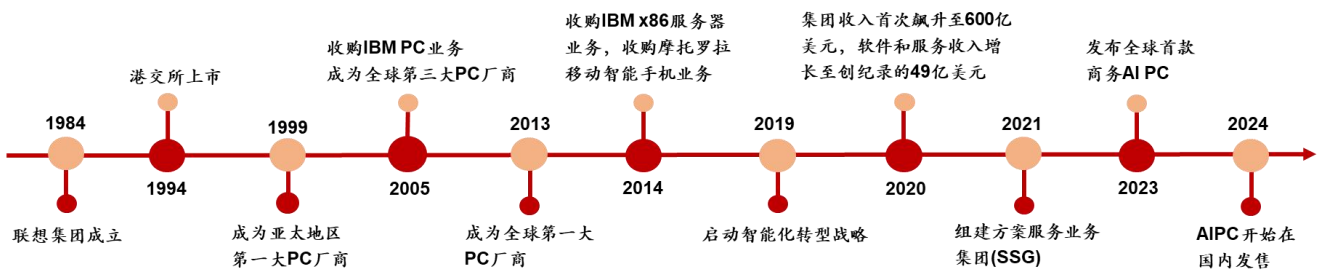 1984
联想集团成立
港交所上市
1994
1999
成为亚太地区
第一大PC厂商
收购IBM PC业务
成为全球第三大PC厂商
2005
2013
成为全球第一大
PC厂商
收购IBM x86服务器
业务，收购摩托罗拉
移动智能手机业务
2014
2019
启动智能化转型战略
集团收入首次飙升至600亿
美元，软件和服务收入增
长至创纪录的49亿美元
2020
2021
组建方案服务业务
集团(SSG)
发布全球首款
商务AI PC
2023
2024
AIPC开始在
国内发售